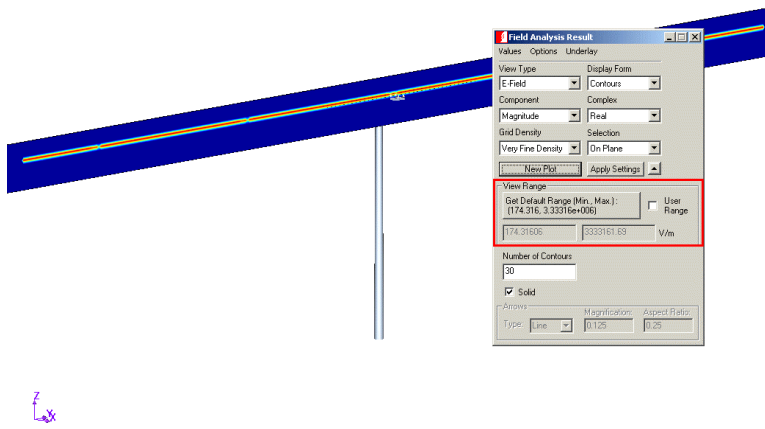 Field Analysis Result
Values Options Underlay
View Type Display Form
E-Field Contours
Component Complex
Magnitude Real
Grid Density Selection
Very Fine Density On Plane
New Plot Apply Settings
View Range
Get Default Range (Min., Max.) :
(174.316, 3.33316e+006)
User
Range
174.31606 3333161.69 V/m
Number of Contours
30
Solid
Arrows
Magnification: Aspect Ratio:
Type: Line 0.125 0.25
Z
Y
X